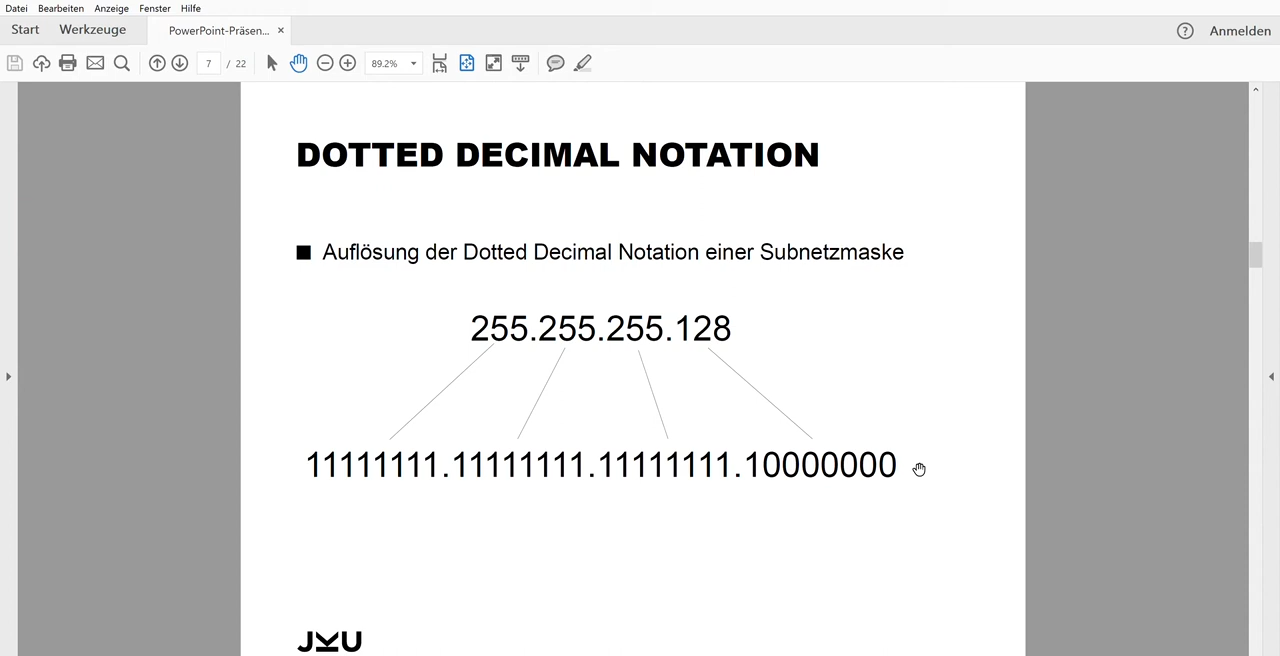 Datei Bearbeiten Anzeige Fenster Hilfe
Start Werkzeuge PowerPoint-Präsen... × ? Anmelden
7 / 22 89.2%
DOTTED DECIMAL NOTATION
Auflösung der Dotted Decimal Notation einer Subnetzmaske
255.255.255.128
11111111.11111111.11111111.10000000
JKU